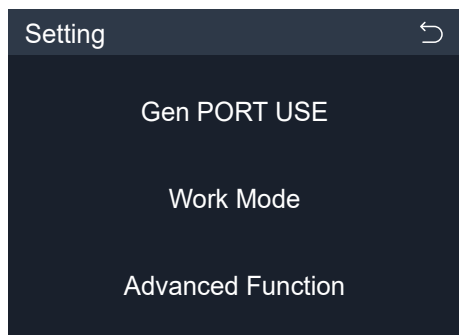 Setting
Gen PORT USE
Work Mode
Advanced Function